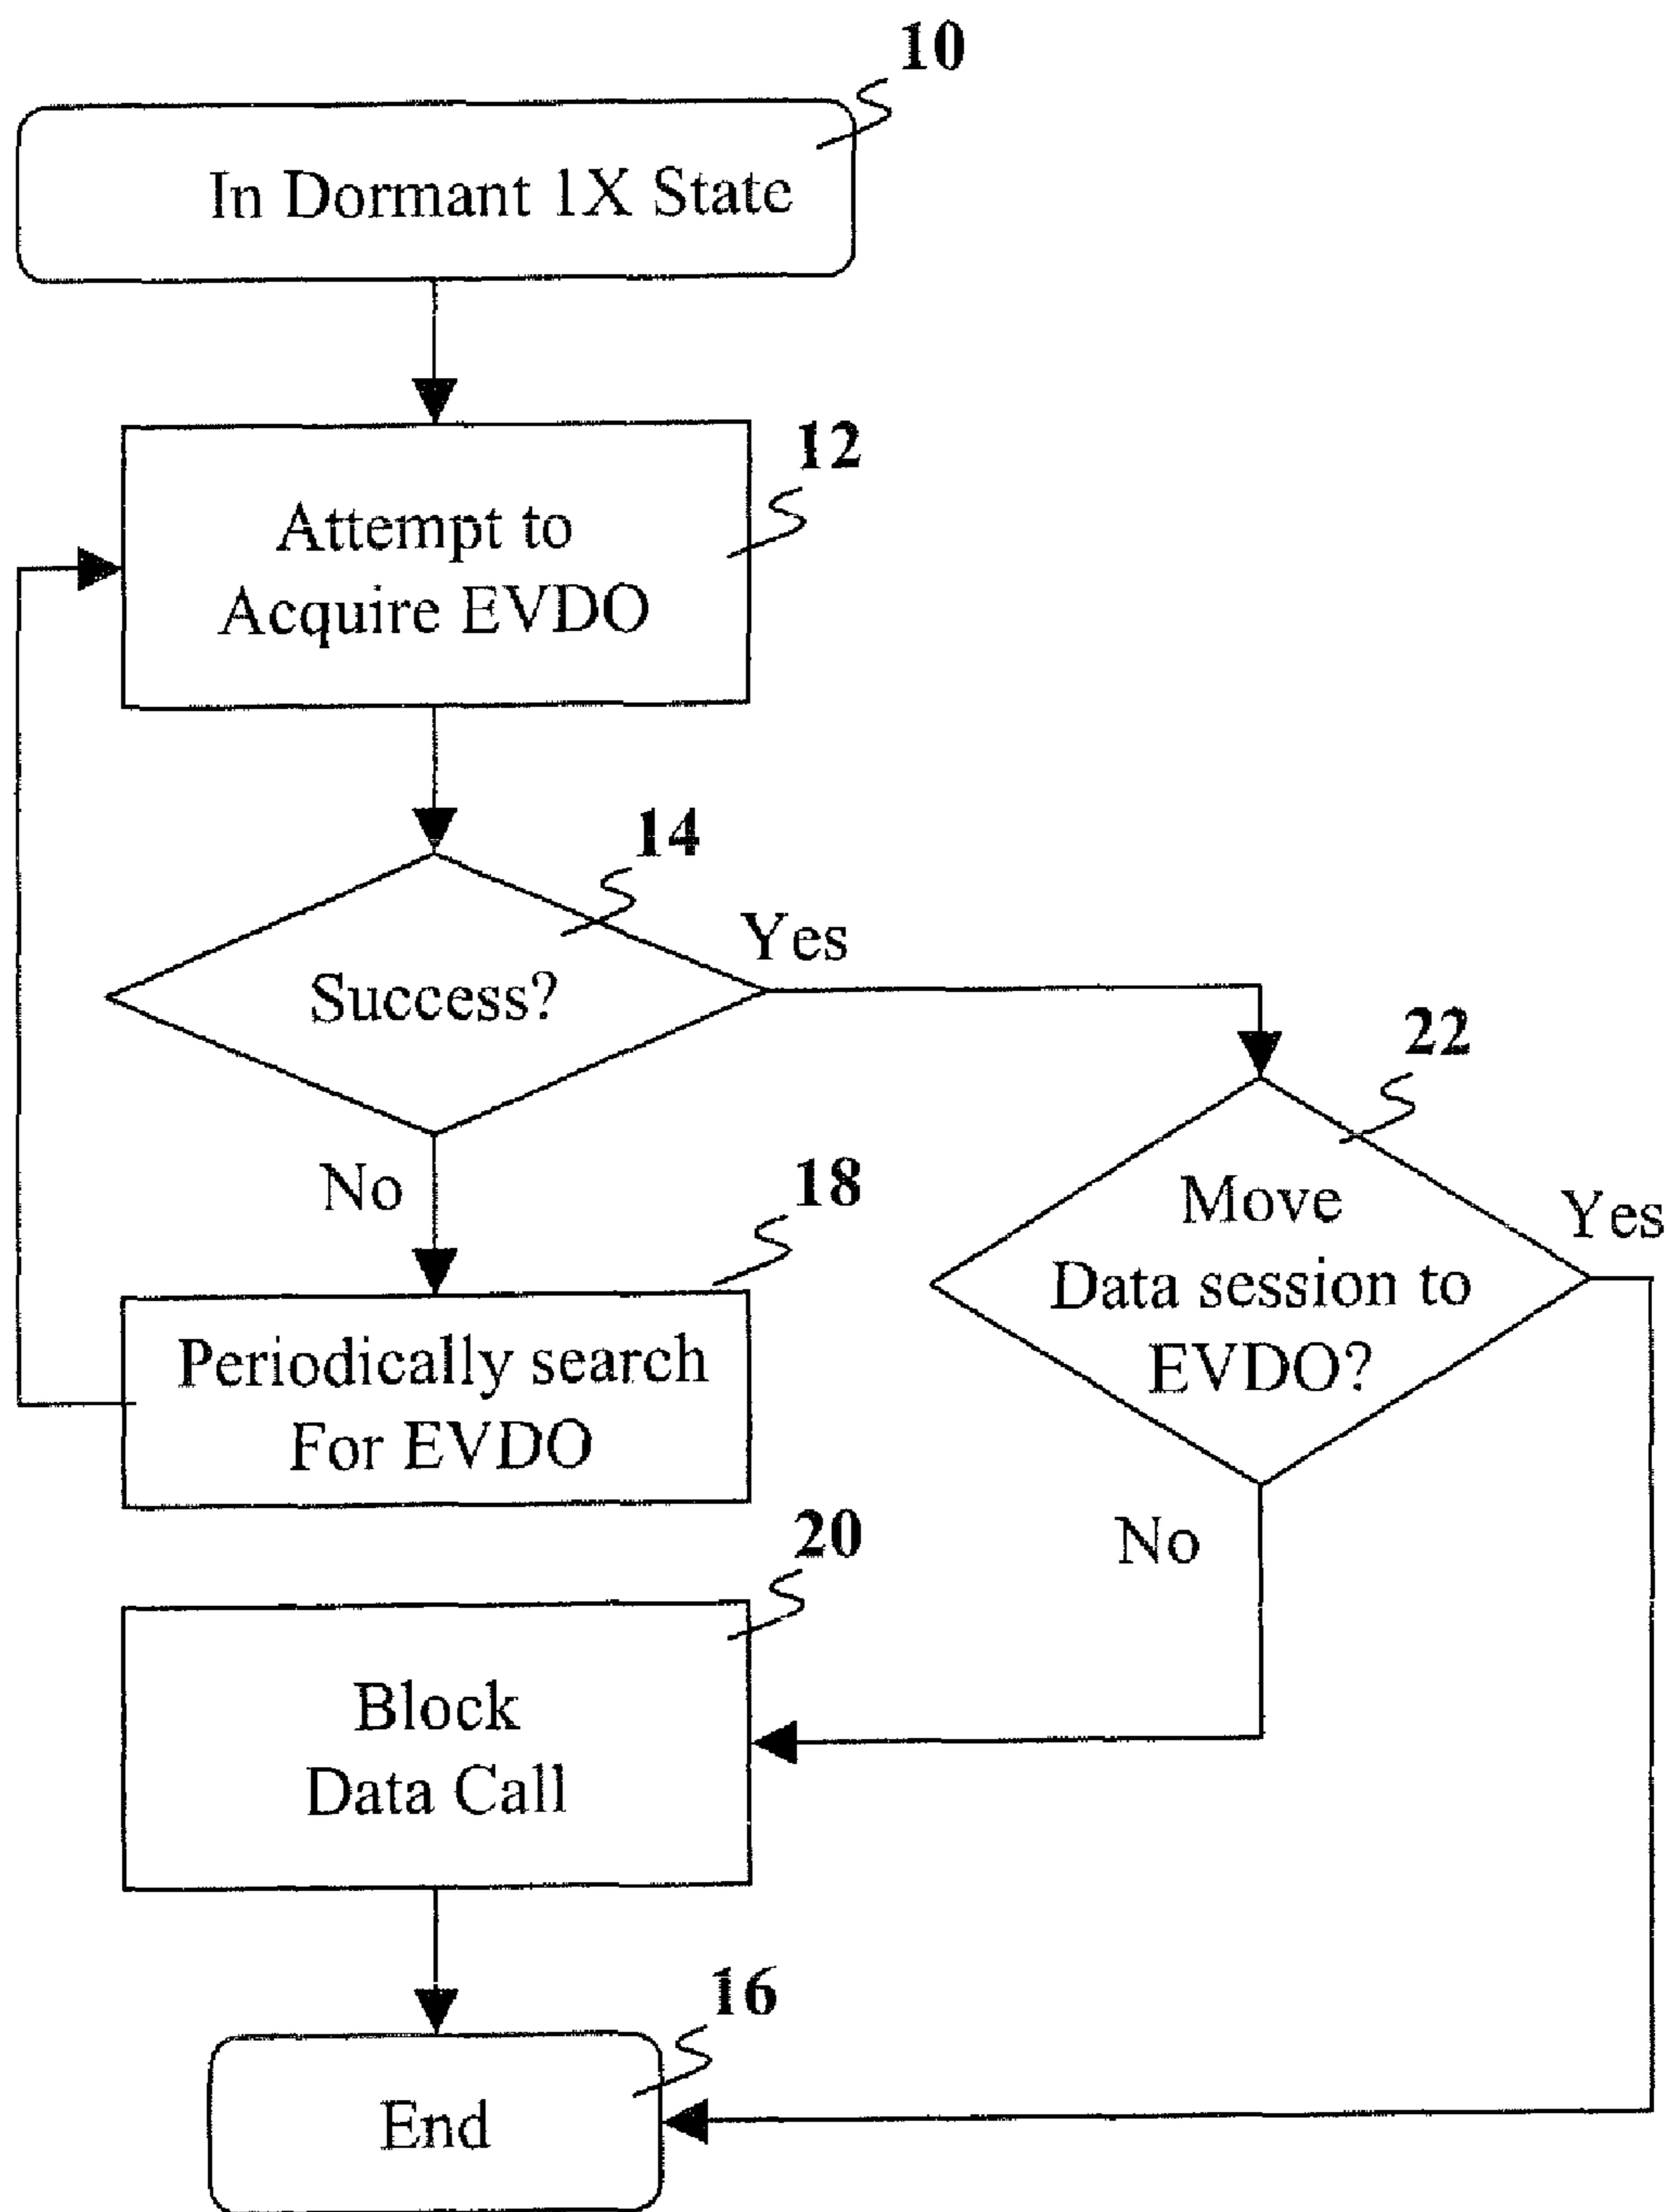 10
In Dormant 1X State
12
Attempt to
Acquire EVDO
14
Yes
Success?
22
No
18
Move
Data session to
EVDO?
Yes
Periodically search
For EVDO
20
No
Block
Data Call
16
End